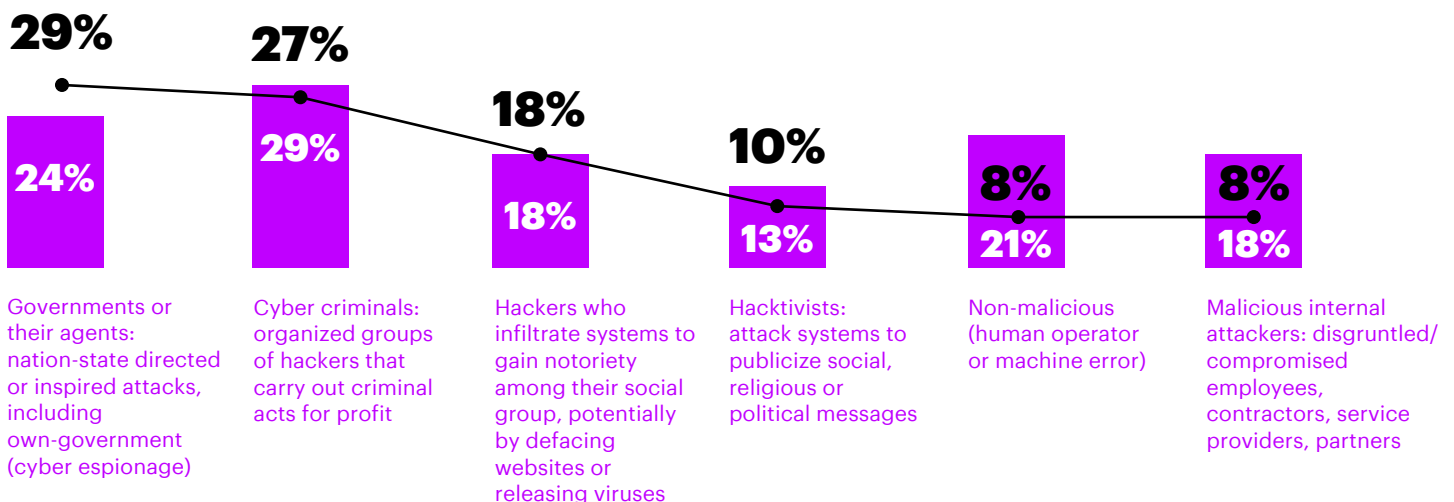 29%
27%
18%
10%
8%
8%
24%
29%
18%
13%
21%
18%
Governments or
their agents:
nation-state directed
or inspired attacks,
including
own-government
(cyber espionage)
Cyber criminals:
organized groups
of hackers that
carry out criminal
acts for profit
Hackers who
infiltrate systems to
gain notoriety
among their social
group, potentially
by defacing
websites or
releasing viruses
Hacktivists:
attack systems to
publicize social,
religious or
political messages
Non-malicious
(human operator
or machine error)
Malicious internal
attackers: disgruntled/
compromised
employees,
contractors, service
providers, partners